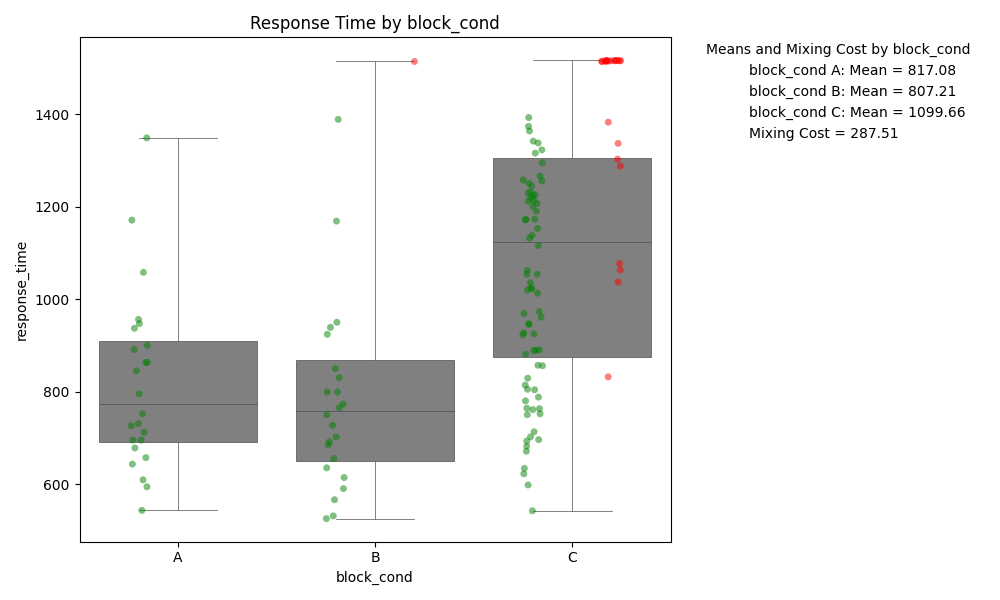 Response Time by block_cond
Means and Mixing Cost by block_cond
block_cond A: Mean = 817.08
block_cond B: Mean = 807.21
block_cond C: Mean = 1099.66
Mixing Cost = 287.51
response_time
1400
1200
1000
800
600
A
B
C
block_cond